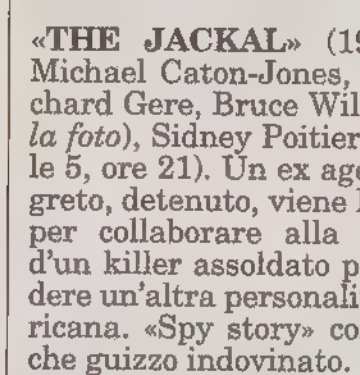 «THE JACKAL» (19
Michael Caton-Jones,
chard Gere, Bruce Wil
la foto), Sidney Poitier
le 5, ore 21). Un ex age
greto, detenuto, viene l
per collaborare alla
d'un killer assoldato p
dere un'altra personali
ricana. «Spy story» co
che guizzo indovinato.